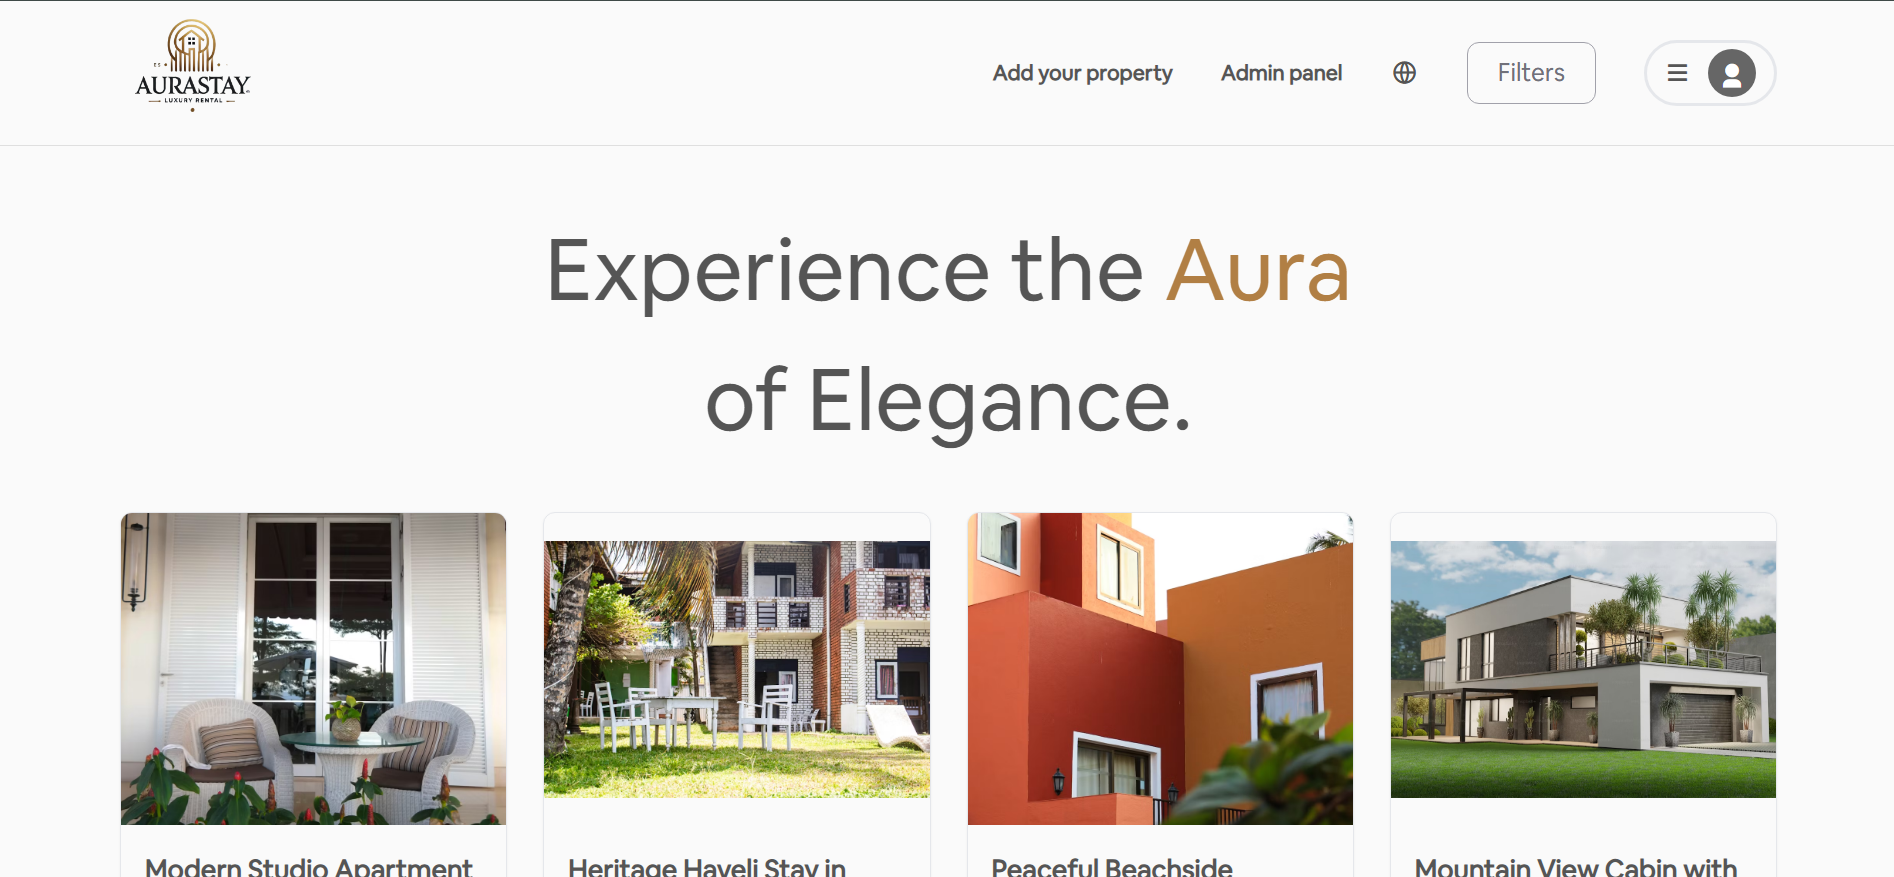 AURASTAY
LUXURY RENTAL
Add your property
Admin panel
Filters
Experience the Aura
of Elegance.
Modern Studio Apartment
Heritage Haveli Stay in
Peaceful Beachside
Mountain View Cabin with